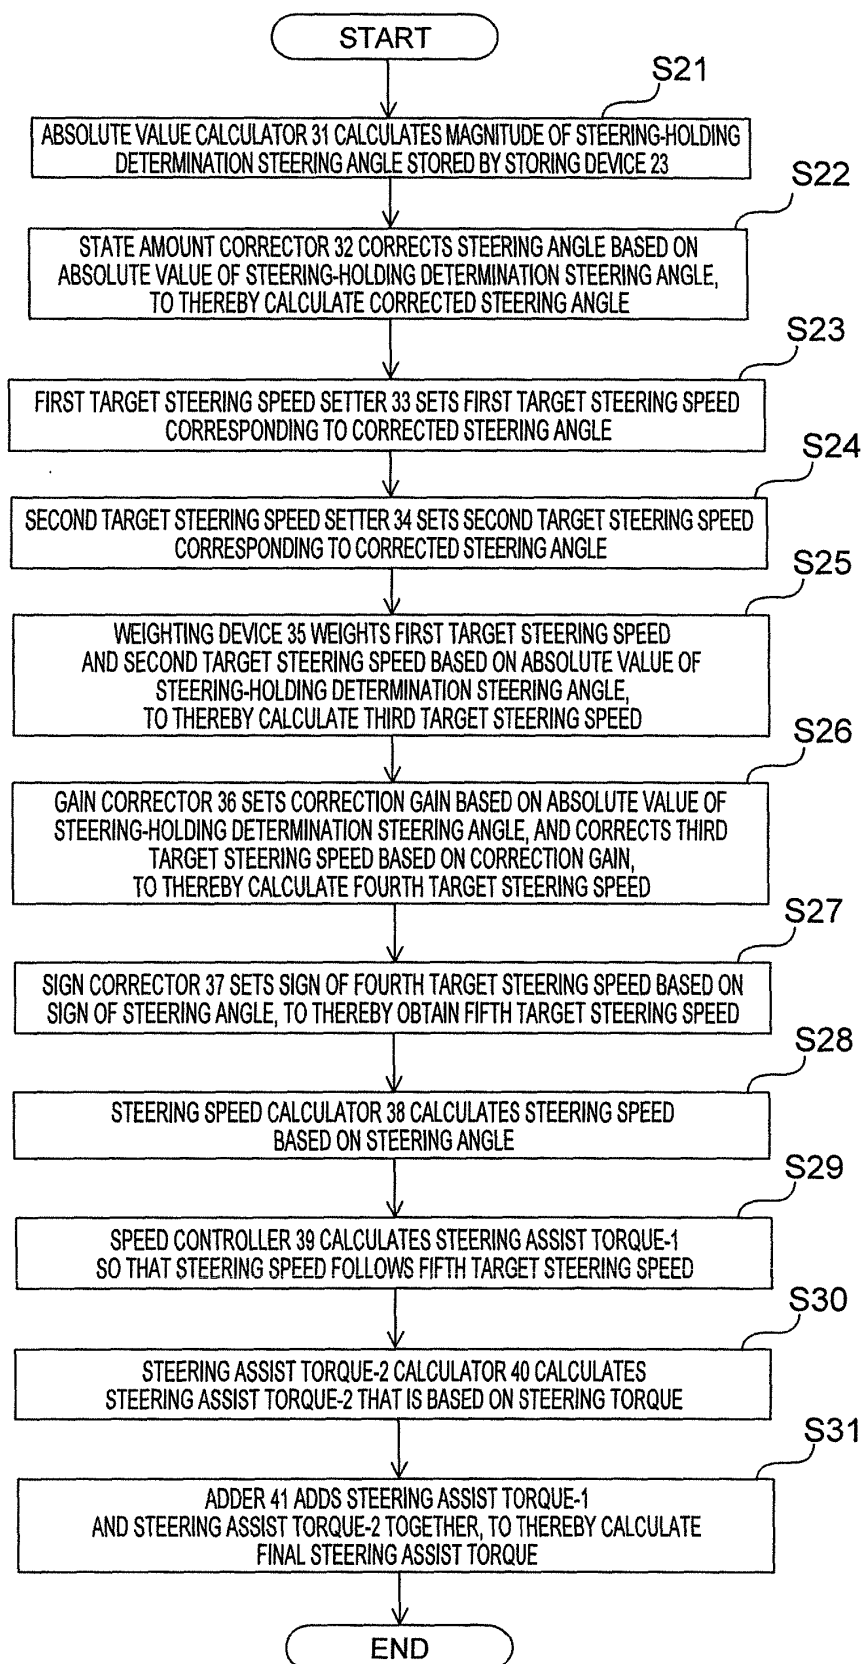 START
S21
ABSOLUTE VALUE CALCULATOR 31 CALCULATES MAGNITUDE OF STEERING-HOLDING
DETERMINATION STEERING ANGLE STORED BY STORING DEVICE 23
S22
STATE AMOUNT CORRECTOR 32 CORRECTS STEERING ANGLE BASED ON
ABSOLUTE VALUE OF STEERING-HOLDING DETERMINATION STEERING ANGLE,
TO THEREBY CALCULATE CORRECTED STEERING ANGLE
S23
FIRST TARGET STEERING SPEED SETTER 33 SETS FIRST TARGET STEERING SPEED
CORRESPONDING TO CORRECTED STEERING ANGLE
S24
SECOND TARGET STEERING SPEED SETTER 34 SETS SECOND TARGET STEERING SPEED
CORRESPONDING TO CORRECTED STEERING ANGLE
S25
WEIGHTING DEVICE 35 WEIGHTS FIRST TARGET STEERING SPEED
AND SECOND TARGET STEERING SPEED BASED ON ABSOLUTE VALUE OF
STEERING-HOLDING DETERMINATION STEERING ANGLE,
TO THEREBY CALCULATE THIRD TARGET STEERING SPEED
S26
GAIN CORRECTOR 36 SETS CORRECTION GAIN BASED ON ABSOLUTE VALUE OF
STEERING-HOLDING DETERMINATION STEERING ANGLE, AND CORRECTS THIRD
TARGET STEERING SPEED BASED ON CORRECTION GAIN,
TO THEREBY CALCULATE FOURTH TARGET STEERING SPEED
S27
SIGN CORRECTOR 37 SETS SIGN OF FOURTH TARGET STEERING SPEED BASED ON
SIGN OF STEERING ANGLE, TO THEREBY OBTAIN FIFTH TARGET STEERING SPEED
S28
STEERING SPEED CALCULATOR 38 CALCULATES STEERING SPEED
BASED ON STEERING ANGLE
S29
SPEED CONTROLLER 39 CALCULATES STEERING ASSIST TORQUE-1
SO THAT STEERING SPEED FOLLOWS FIFTH TARGET STEERING SPEED
S30
STEERING ASSIST TORQUE-2 CALCULATOR 40 CALCULATES
STEERING ASSIST TORQUE-2 THAT IS BASED ON STEERING TORQUE
S31
ADDER 41 ADDS STEERING ASSIST TORQUE-1
AND STEERING ASSIST TORQUE-2 TOGETHER, TO THEREBY CALCULATE
FINAL STEERING ASSIST TORQUE
END